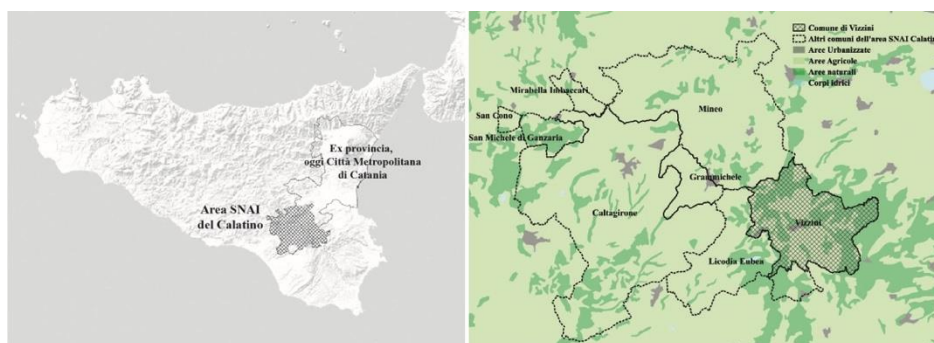 Ex provincia,
oggi Città Metropolitana
di Catania
Area SNAI
del Calatino
Comune di Vizzini
Altri comuni dell'area SNAI Calatino
Aree Urbanizzate
Aree Agricole
Aree naturali
Corpi idrici
Mirabella Imbaccari
Mineo
San Cono
San Michele di Ganzaria
Grammichele
Caltagirone
Vizzini
Licodia Eubea